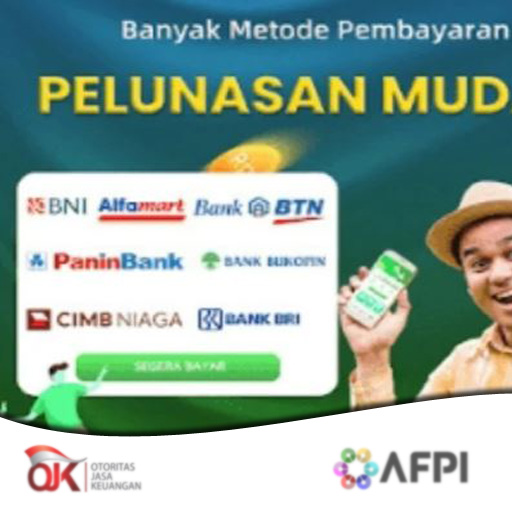 Banyak Metode Pembayaran
PELUNASAN MUD
BNI Alfamart Bank BTN
PaninBank BANK BUKOPIN
CIMB NIAGA BANK BRI
SEGERA BAYAR
OJK OTORITAS
JASA
KEUANGAN
AFPI